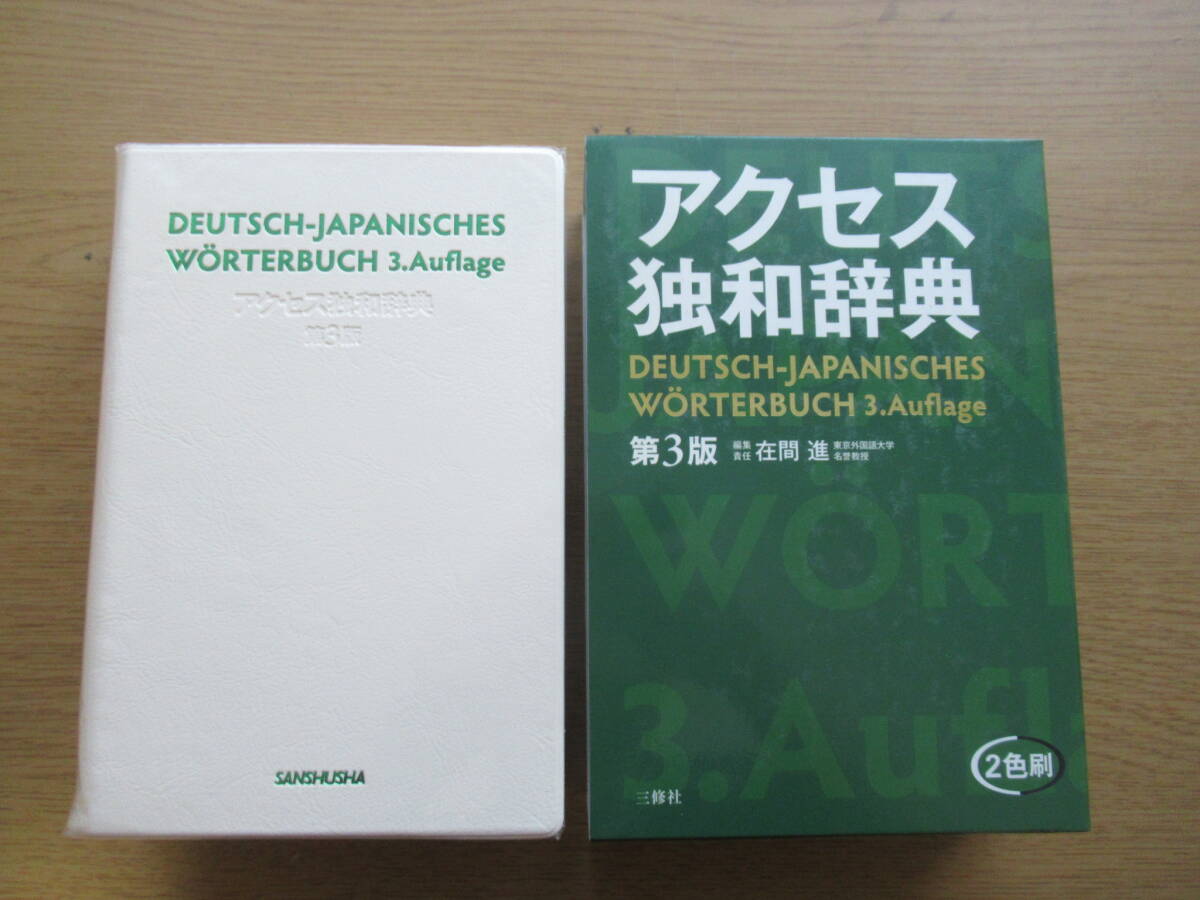 DEUTSCH-JAPANISCHES
WÖRTERBUCH 3.Auflage
アクセス独和辞典
第3版
SANSHUSHA
アクセス
独和辞典
DEUTSCH-JAPANISCHES
WÖRTERBUCH 3.Auflage
第3版 編集責任 在間 進 東京外国語大学名誉教授
WÖRT
3.Aufl
2色刷
三修社